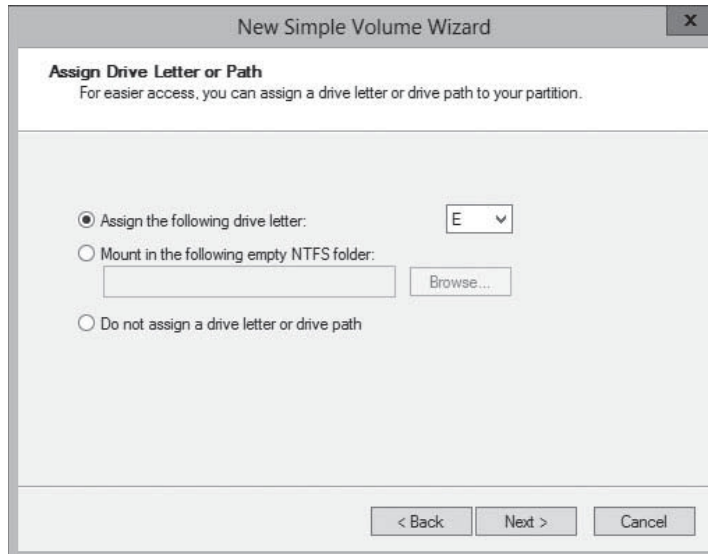 New Simple Volume Wizard
x
Assign Drive Letter or Path
For easier access, you can assign a drive letter or drive path to your partition.
Assign the following drive letter:
E
Mount in the following empty NTFS folder:
Browse...
Do not assign a drive letter or drive path
< Back
Next >
Cancel